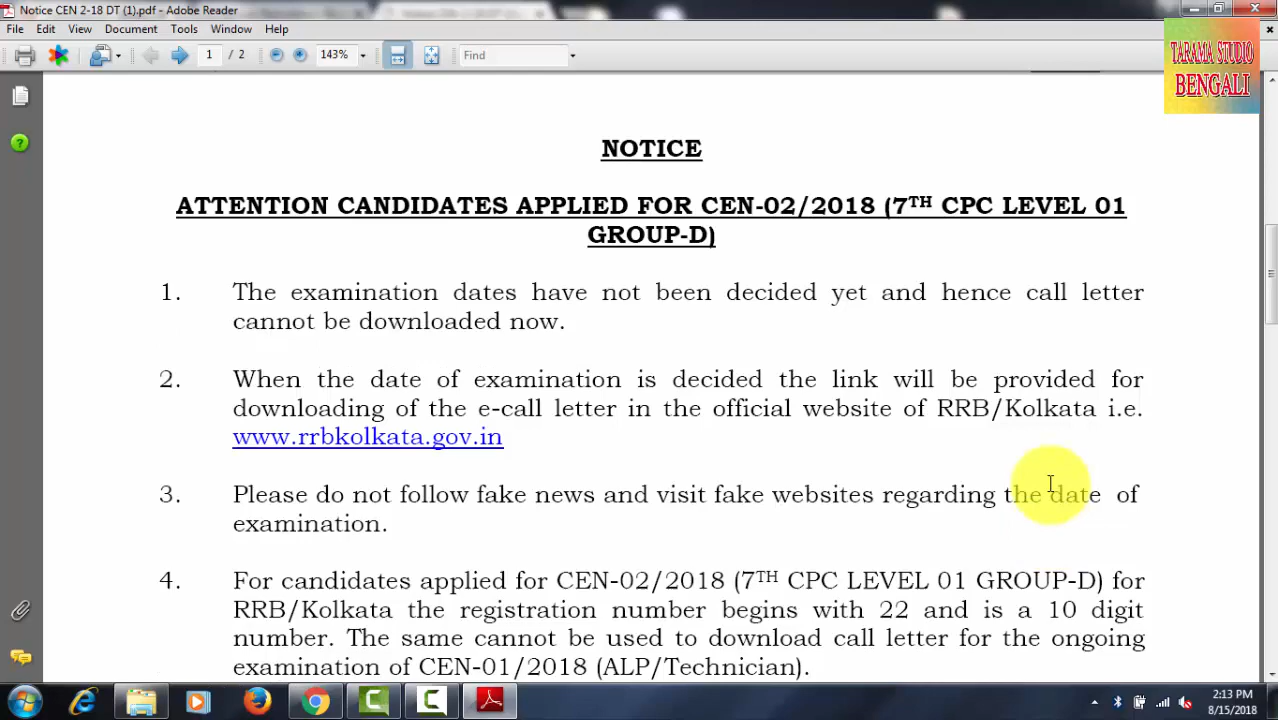 Notice CEN 2-18 DT (1).pdf - Adobe Reader
File Edit View Document Tools Window Help
1 / 2 143% Find
TARAMA STUDIO
BENGALI
NOTICE
ATTENTION CANDIDATES APPLIED FOR CEN-02/2018 (7TH CPC LEVEL 01
GROUP-D)
1. The examination dates have not been decided yet and hence call letter
cannot be downloaded now.
2. When the date of examination is decided the link will be provided for
downloading of the e-call letter in the official website of RRB/Kolkata i.e.
www.rrbkolkata.gov.in
3. Please do not follow fake news and visit fake websites regarding the date of
examination.
4. For candidates applied for CEN-02/2018 (7TH CPC LEVEL 01 GROUP-D) for
RRB/Kolkata the registration number begins with 22 and is a 10 digit
number. The same cannot be used to download call letter for the ongoing
examination of CEN-01/2018 (ALP/Technician).
2:13 PM
8/15/2018